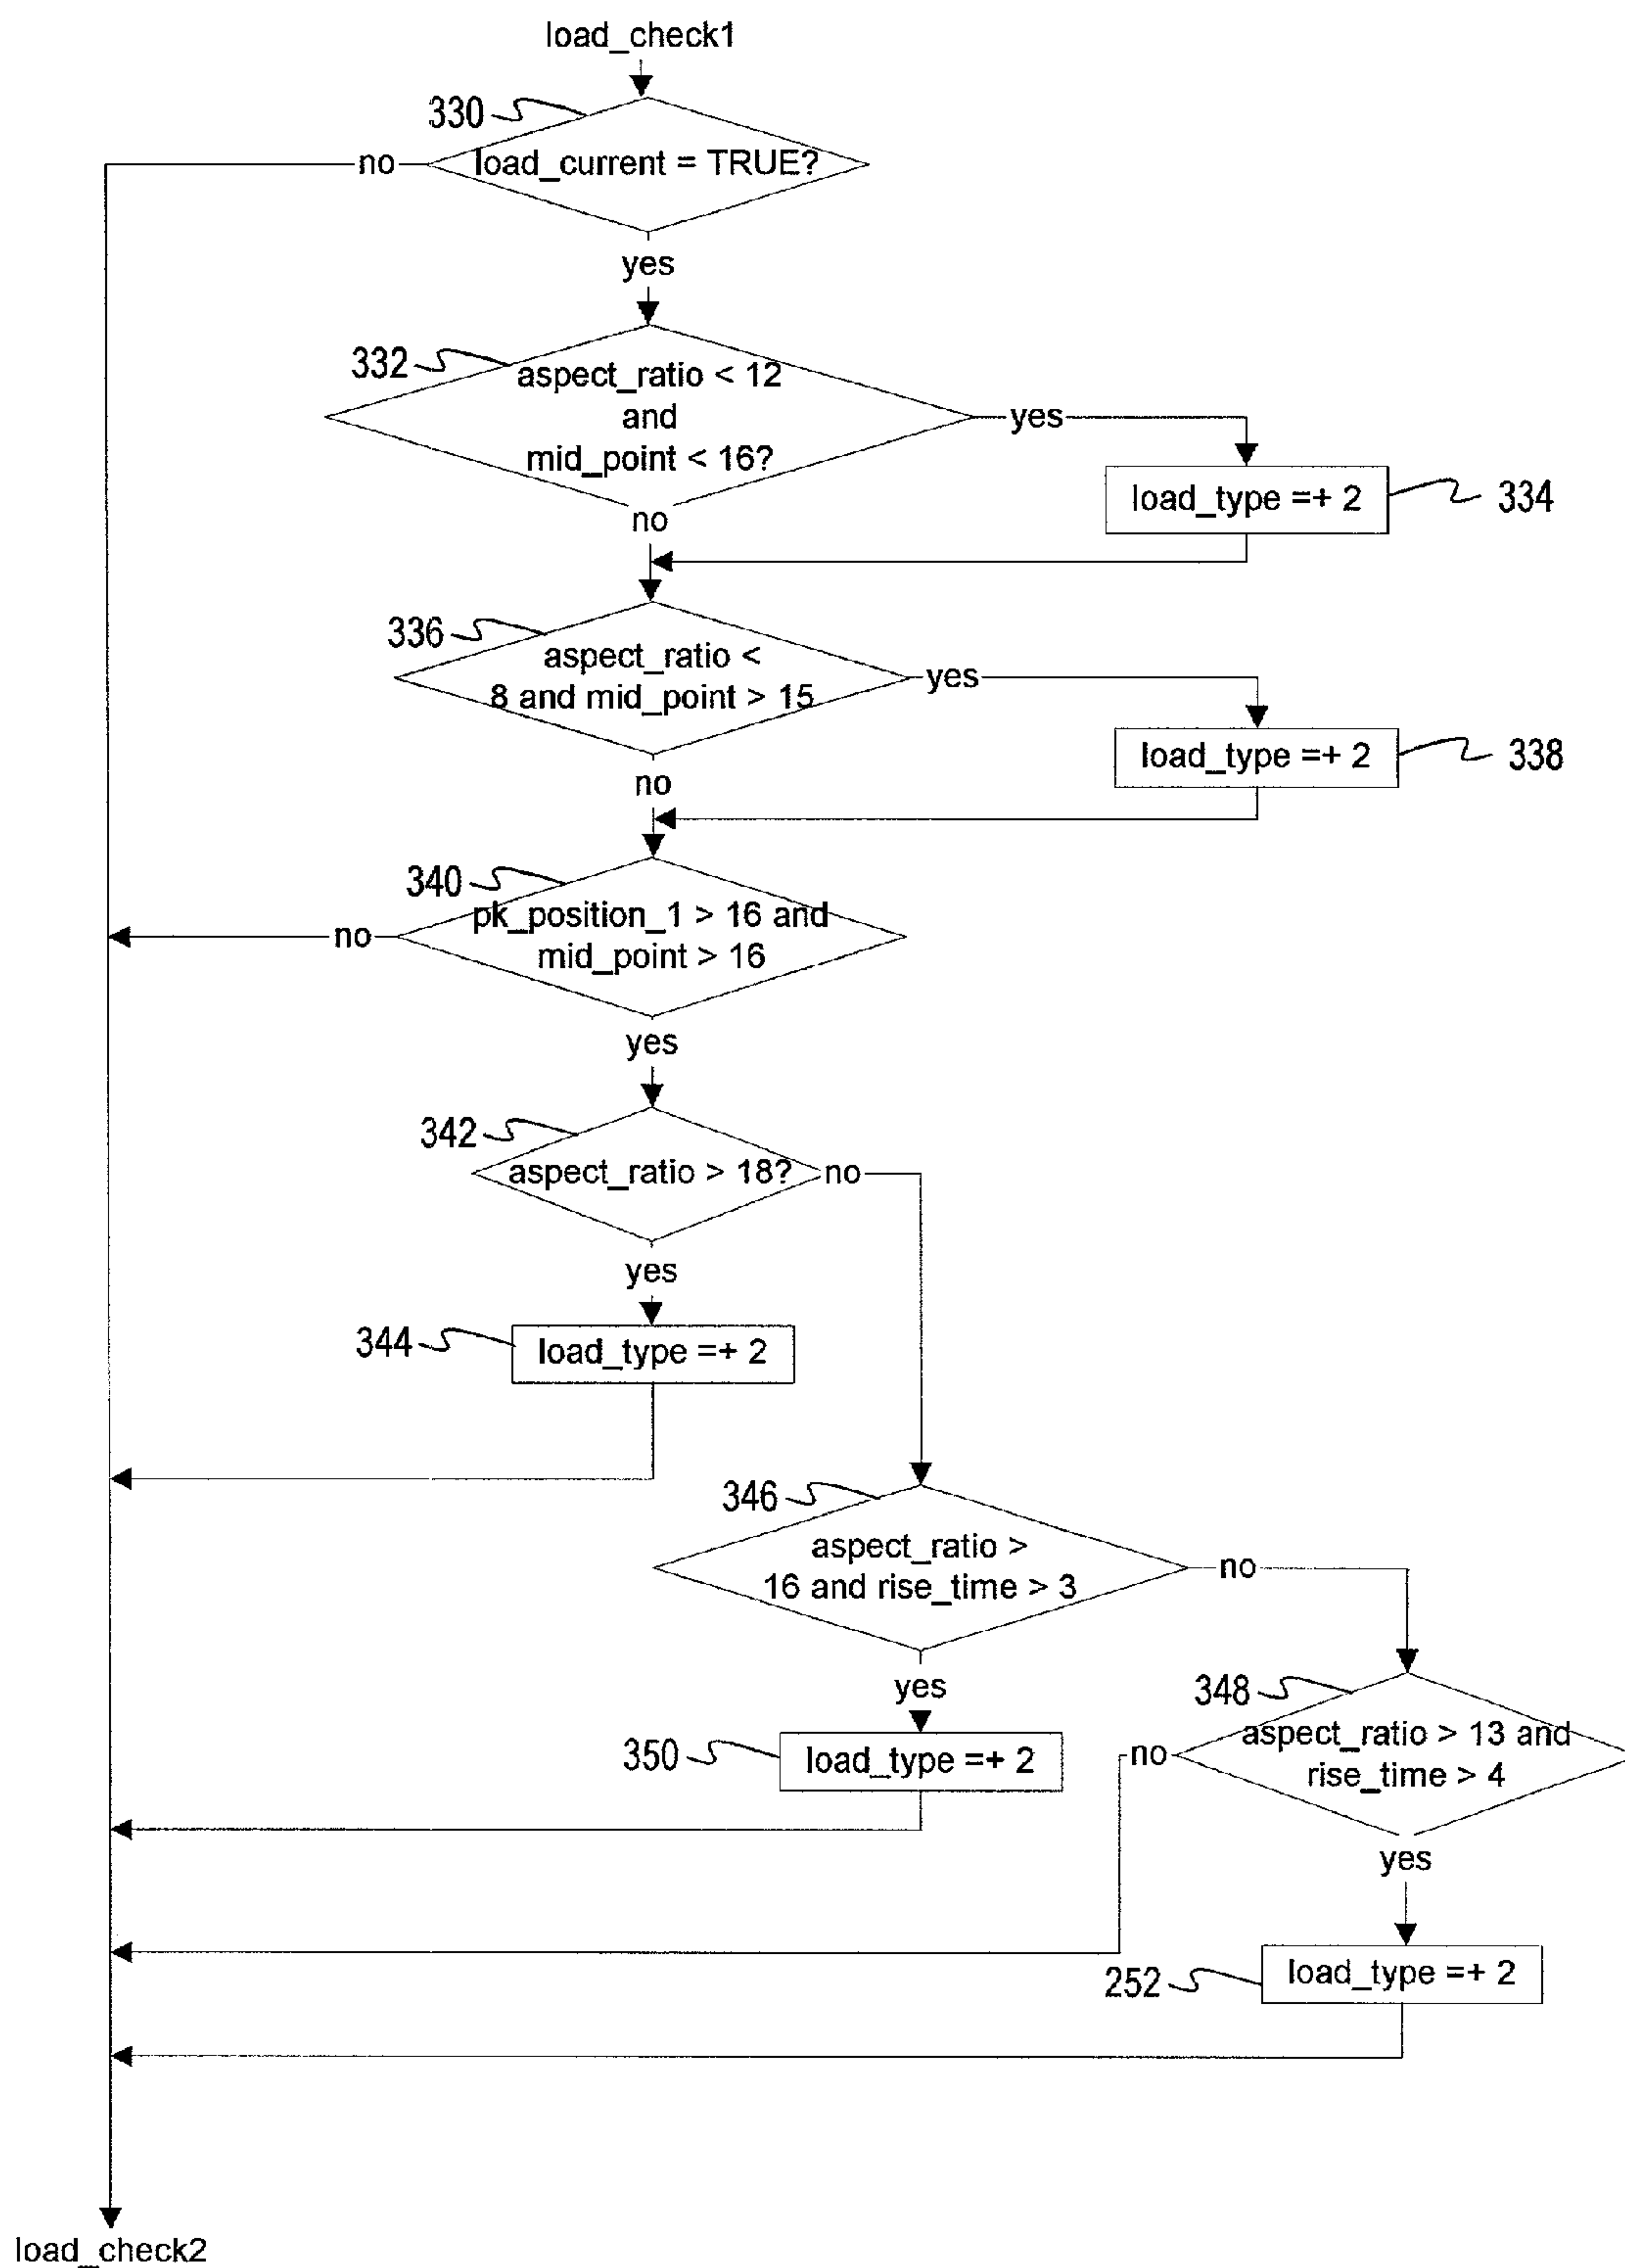 load_check1
330
no
load_current = TRUE?
yes
332
aspect_ratio < 12
and
mid_point < 16?
yes
load_type =+ 2
334
no
336
aspect_ratio <
8 and mid_point > 15
yes
load_type =+ 2
338
no
340
pk_position_1 > 16 and
mid_point > 16
no
yes
342
aspect_ratio > 18?
no
yes
344
load_type =+ 2
346
aspect_ratio >
16 and rise_time > 3
no
yes
348
aspect_ratio > 13 and
rise_time > 4
no
350
load_type =+ 2
yes
252
load_type =+ 2
load_check2